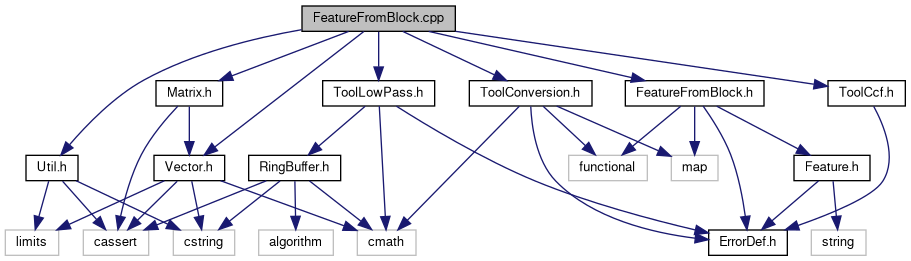 FeatureFromBlock.cpp
Matrix.h
ToolLowPass.h
ToolConversion.h
FeatureFromBlock.h
ToolCcf.h
Util.h
Vector.h
RingBuffer.h
functional
map
Feature.h
limits
cassert
cstring
algorithm
cmath
ErrorDef.h
string